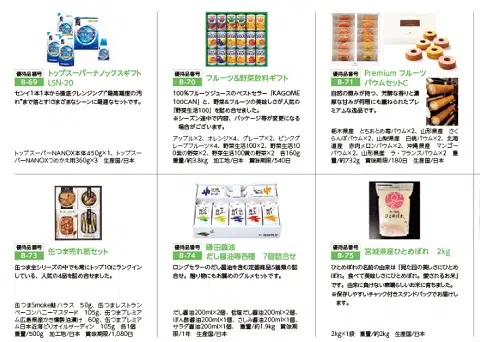 優待品番号
B-69
トップスーパーナノックスギフト
LSN-20
センイ1本1本から接造クレンジング"最高難度の汚
れ"まで落とす!さまざまなシーンに最適なセットです。
トップスーパーNANOX本体450g×1、トッ
プスーパーNANOXつめかえ用360g×3 生産国/日本
優待品番号
B-70
フルーツ&野菜飲料ギフト
100%フルーツジュースのベストセラー「KAGOME
100CAN」と、野菜&フルーツの美味しさが人気の
「野菜生活100」を詰め合わせました。
※シーズン途中で内容、パッケージ等が変更になる
場合がございます。
アップル×2、オレンジ×4、グレープ×2、ピンクグ
レープフルーツ×4、野菜生活100×2、野菜生活10
0紫の野菜×2、野菜生活100黄の野菜×2 各160g
重量/約3.8kg 加工地/日本 賞味期限/540日
優待品番号
B-71
Premium フルーツ
バウムセットC
自然の恵みが持つ、芳醇な香りと濃
厚な甘みが何層にも重ねられたプレ
ミアムな逸品です。
栃木県産 とちおとめ苺バウム×2、山形県産 さく
らんぼバウム×2、山梨県産 白桃バウム×2、北海
道産 赤肉メロンバウム×2、沖縄県産 マンゴー
バウム×2、山形県産 ラ・フランスバウム×2 重
量/約732g 賞味期限/180日 生産国/日本
優待品番号
B-73
缶つま売れ筋セット
缶つま全シリーズの中でも常にトップ10にランクイン
している、人気の4品を詰め合せました。
缶つまSmoke鮭ハラス 50g、缶つまレストラン
ペーコンハニーマスタード 105g、缶つまプレミアム
広島県産かき燻製油漬け 60g、缶つまプレミア
ム日本近海どりオイルサーディン 105g 各1個
重量/500g 加工地/日本 賞味期限/1,080日
優待品番号
B-74
鎌田醤油
だし醤油等各種 7個詰合せ
ロングセラーのだし醤油を含む定番商品5種類の詰
合せ。贈り物にもお薦めのグルメセットです。
だし醤油200ml×2個、低塩だし醤油200ml×2個、
ぽん酢醤油200ml×1個、さしみ醤油200ml×1個、
サラダ醤油200ml×1個 重量/約1.9kg 賞味期
限/1年 生産国/日本
優待品番号
B-75
宮城県産ひとめぼれ 2kg
ひとめぼれの名前の由来は「見た目の美しさにひとめ
ぼれ。食べて美味しさにひとめぼれ。愛されるお米」
です。由来に負けない素晴らしいお米に育ちました。
※保存しやすいチャック付きスタンドパックでお届けし
ます。
2kg×1袋 重量/約2kg 生産国/日本